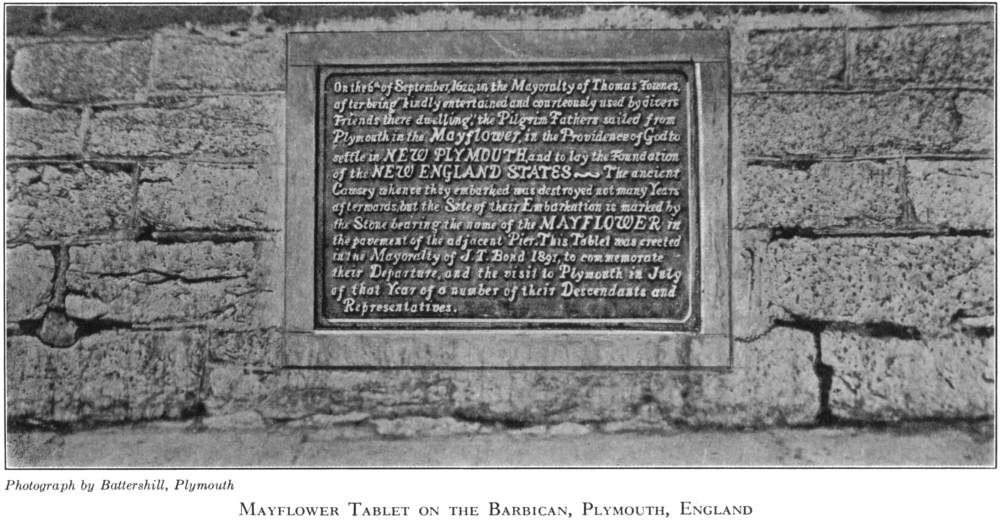 On the 6th of September, 1620, in the Mayoralty of Thomas Fownes,
after being "kindly entertained and courteously used by divers
Friends there dwelling," the Pilgrim Fathers sailed from
Plymouth in the Mayflower, in the Providence of God to
settle in NEW PLYMOUTH, and to lay the Foundation
of the NEW ENGLAND STATES The ancient
Cawsey whence they embarked was destroyed not many Years
afterwards, but the Site of their Embarkation is marked by
the Stone bearing the name of the MAYFLOWER in
the pavement of the adjacent Pier. This Tablet was erected
in the Mayoralty of J. T. Bond 1891, to commemorate
their Departure, and the visit to Plymouth in July
of that Year of a number of their Descendants and
Representatives.
Photograph by Battershill, Plymouth
MAYFLOWER TABLET ON THE BARBICAN, PLYMOUTH, ENGLAND